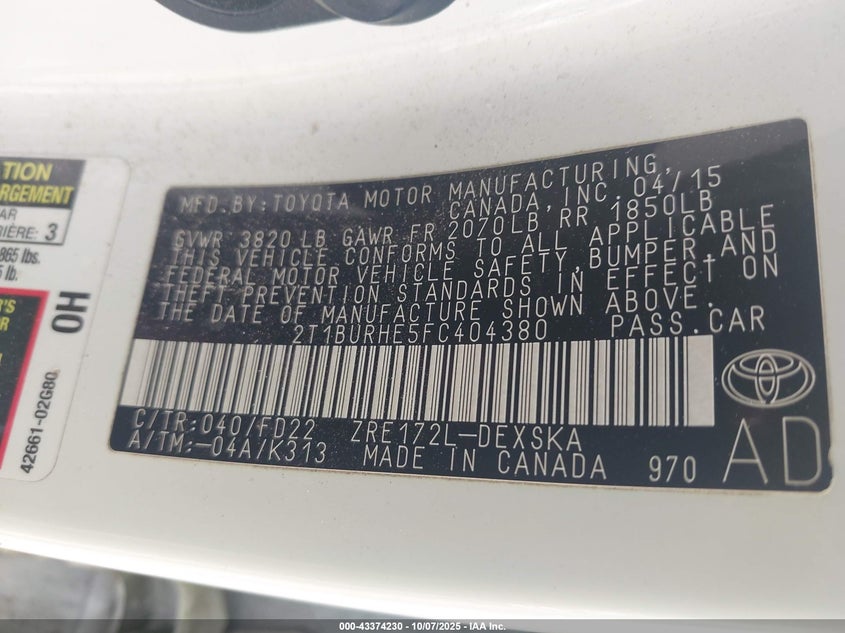 TION
RGEMENT
AR
RIÈRE: 3
865 lbs.
lb.
'S
R
OH
42661-02G80
MFD.BY:TOYOTA MOTOR MANUFACTURING,
CANADA,INC. 04/15
GVWR 3820 LB GAWR FR 2070LB RR 1850LB
THIS VEHICLE CONFORMS TO ALL APPLICABLE
FEDERAL MOTOR VEHICLE SAFETY,BUMPER,AND
THEFT PREVENTION STANDARDS IN EFFECT ON
THE DATE OF MANUFACTURE SHOWN ABOVE.
2T1BURHE5FC404380 PASS.CAR
C/TR:040/FD22 ZRE172L-DEXSKA
A/TM:-04A/K313 MADE IN CANADA 970
AD
000-43374230 - 10/07/2025 - IAA Inc.